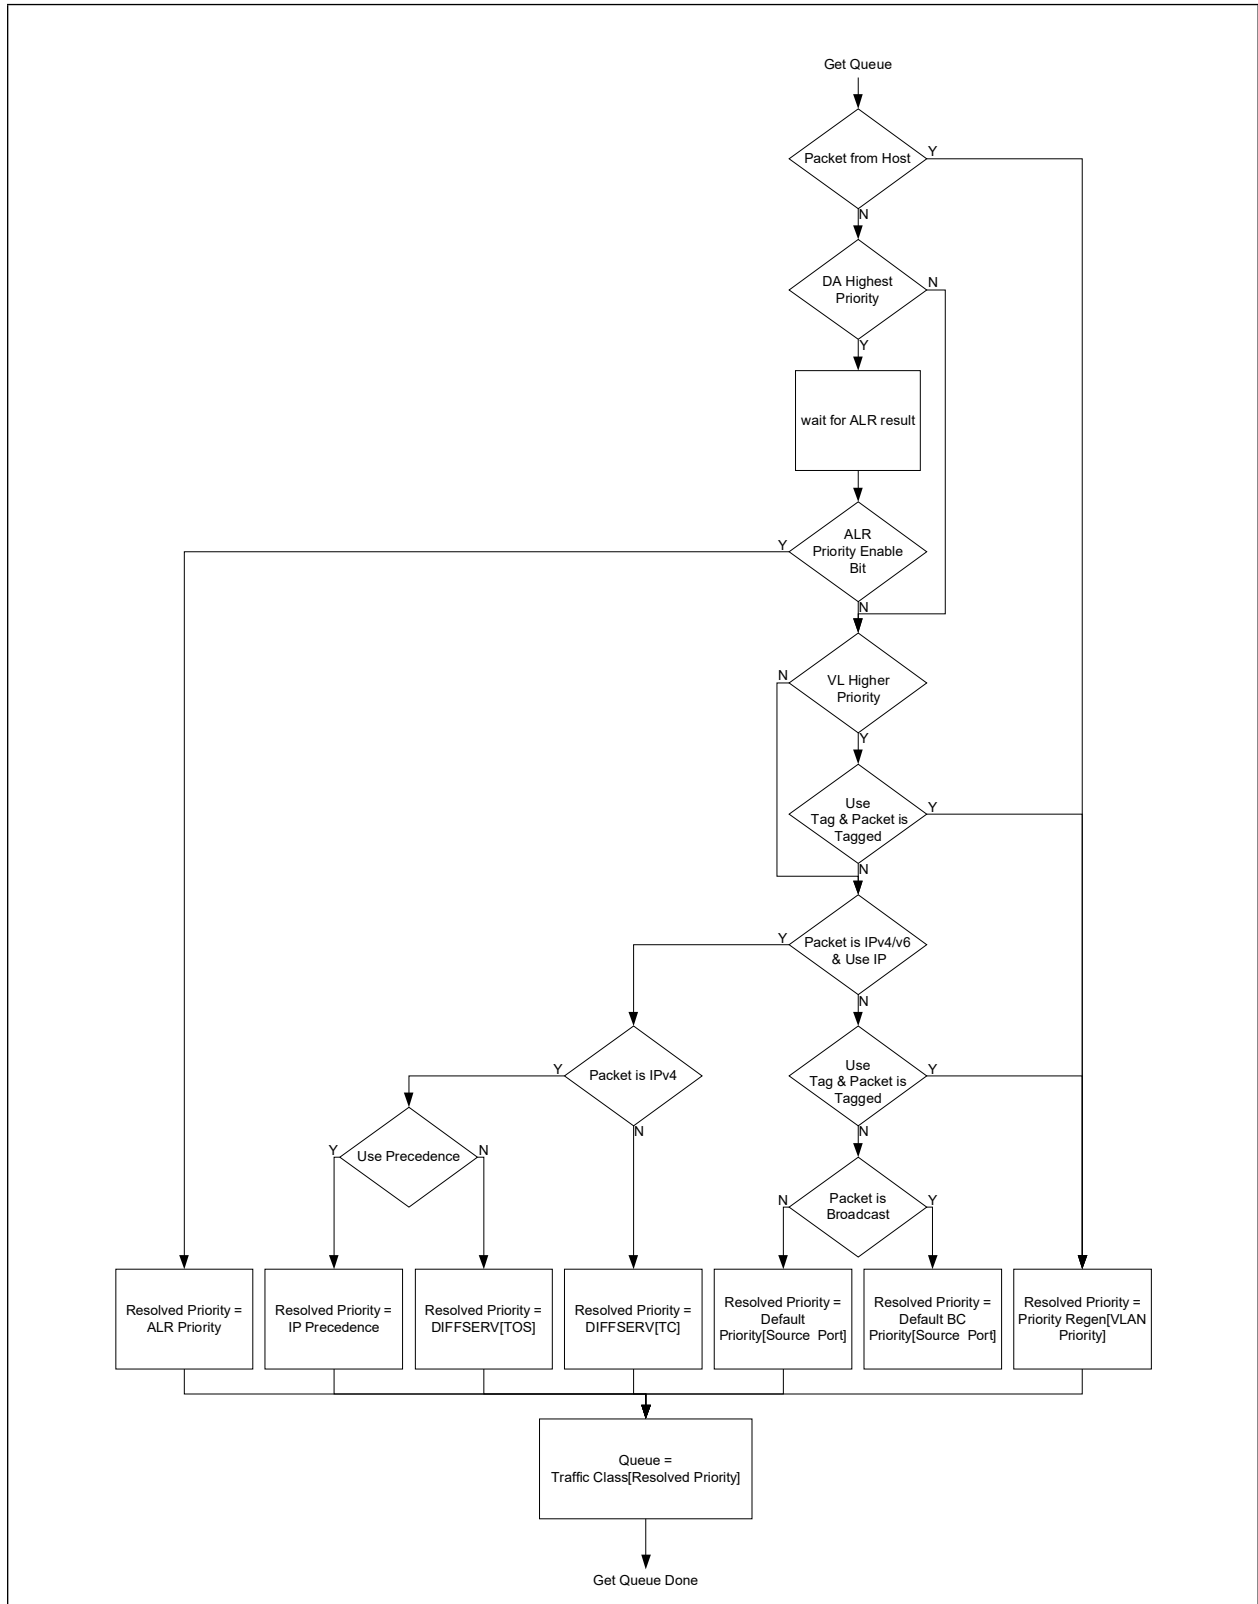 Get Queue
Packet from Host
Y
N
DA Highest
Priority
N
Y
wait for ALR result
ALR
Priority Enable
Bit
Y
N
VL Higher
Priority
N
Y
Use
Tag & Packet is
Tagged
Y
N
Packet is IPv4/v6
& Use IP
Y
N
Packet is IPv4
Y
N
Use
Tag & Packet is
Tagged
Y
N
Use Precedence
Y
N
Packet is
Broadcast
N
Y
Resolved Priority =
ALR Priority
Resolved Priority =
IP Precedence
Resolved Priority =
DIFFSERV[TOS]
Resolved Priority =
DIFFSERV[TC]
Resolved Priority =
Default
Priority[Source Port]
Resolved Priority =
Default BC
Priority[Source Port]
Resolved Priority =
Priority Regen[VLAN
Priority]
Queue =
Traffic Class[Resolved Priority]
Get Queue Done